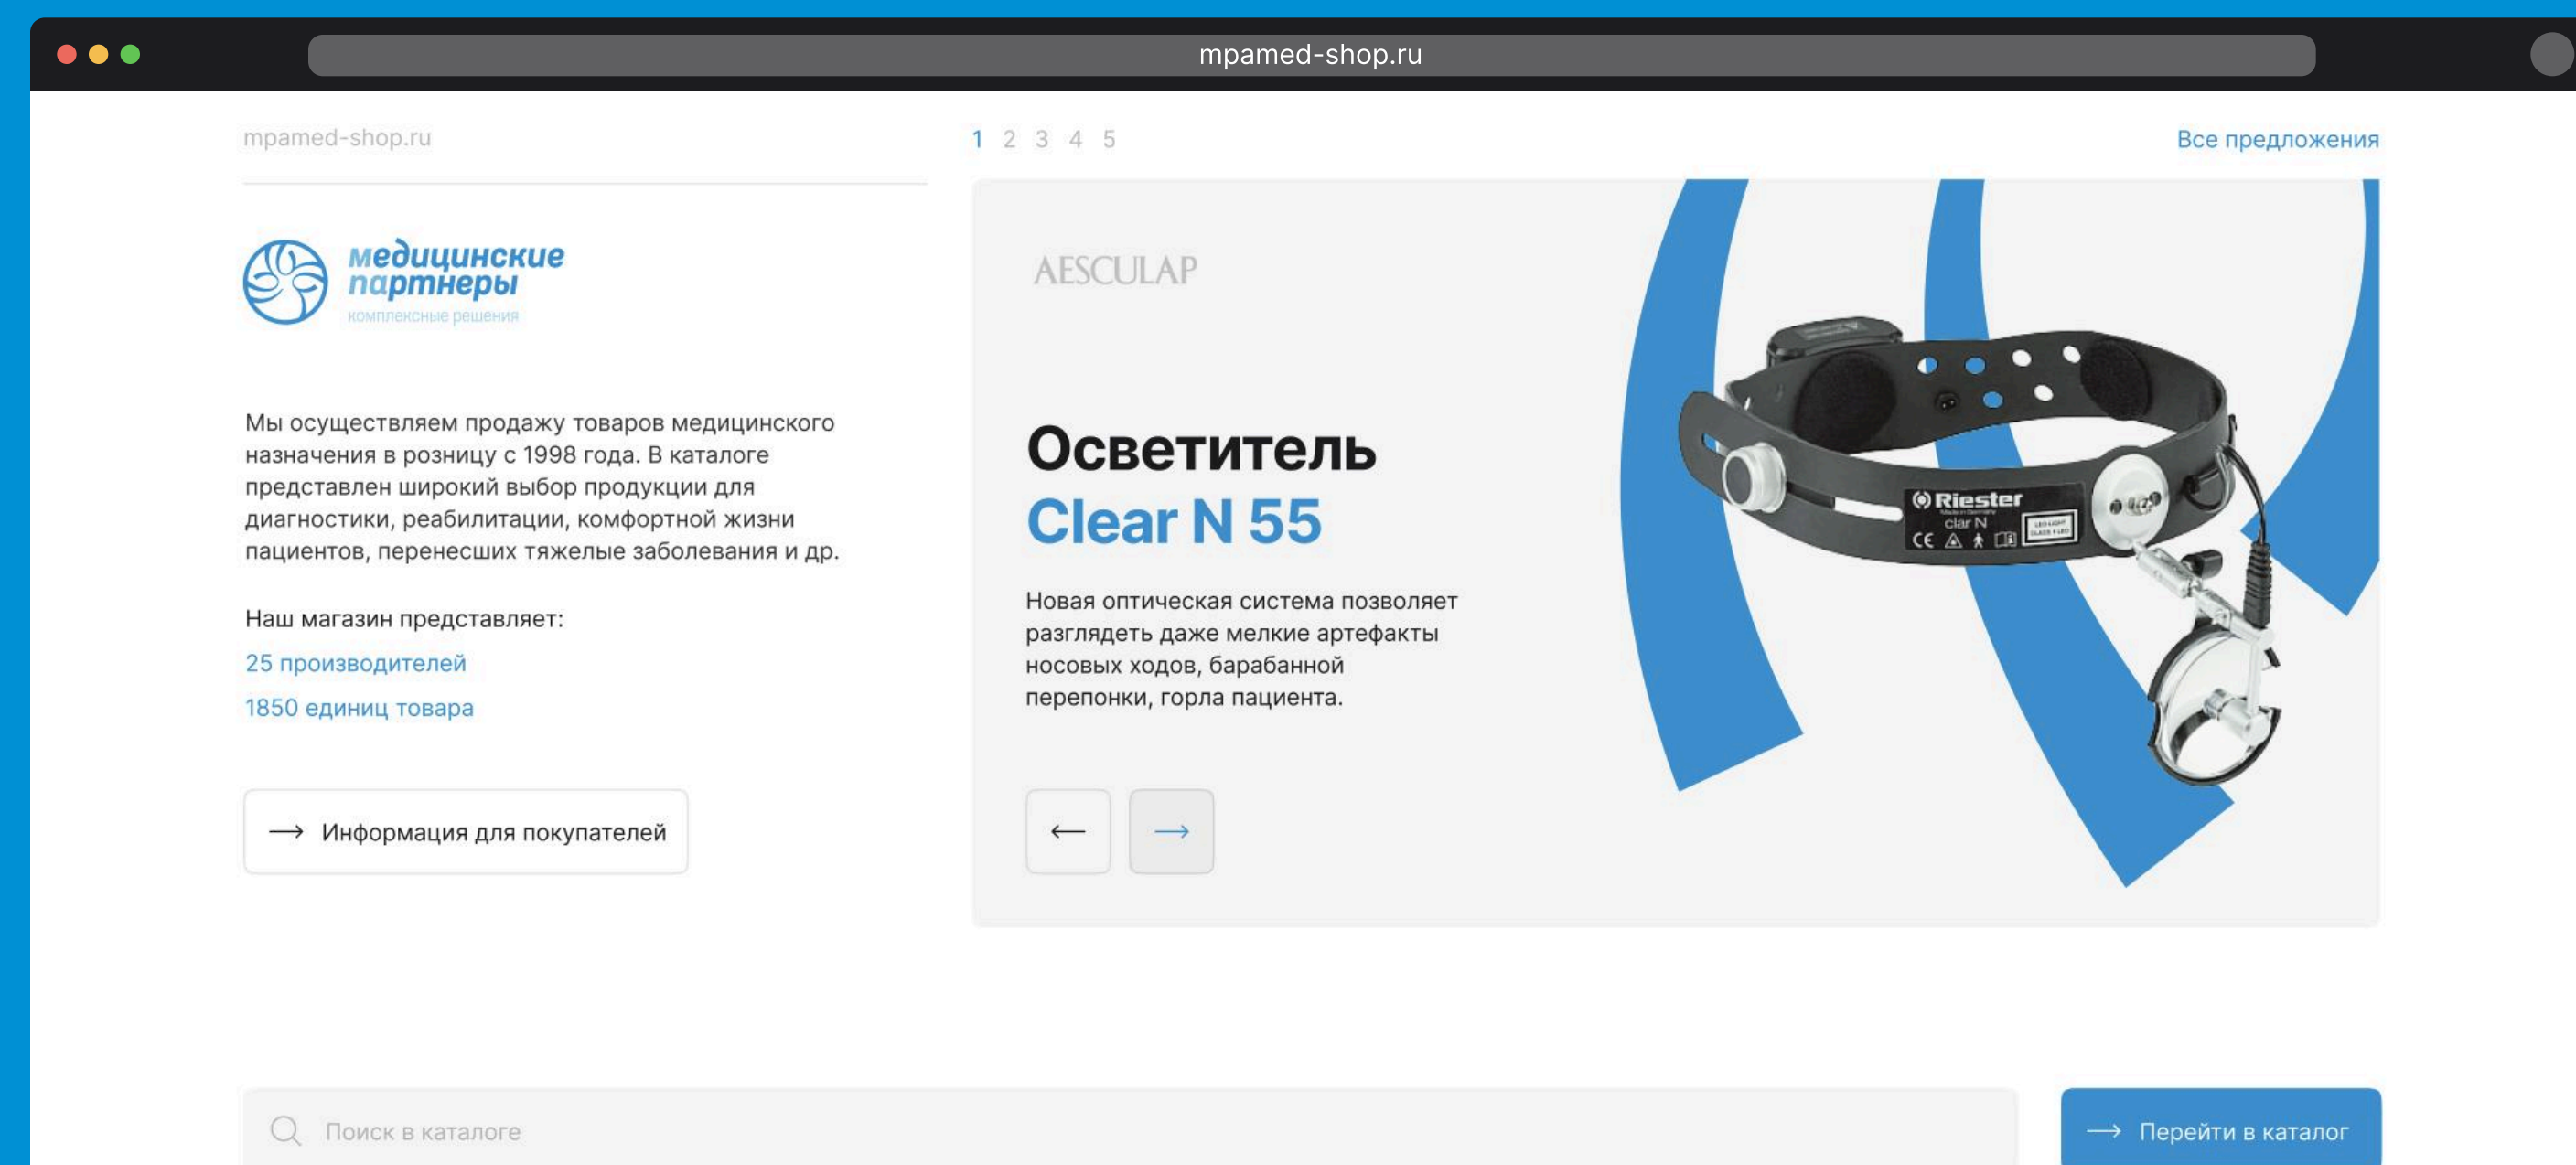 mpamed-shop.ru
mpamed-shop.ru
1 2 3 4 5
Все предложения
медицинские
партнеры
комплексные решения
Мы осуществляем продажу товаров медицинского
назначения в розницу с 1998 года. В каталоге
представлен широкий выбор продукции для
диагностики, реабилитации, комфортной жизни
пациентов, перенесших тяжелые заболевания и др.
Наш магазин представляет:
25 производителей
1850 единиц товара
Информация для покупателей
AESCULAP
Осветитель
Clear N 55
Новая оптическая система позволяет
разглядеть даже мелкие артефакты
носовых ходов, барабанной
перепонки, горла пациента.
Riester
Made in Germany
clar N
CE
Поиск в каталоге
Перейти в каталог